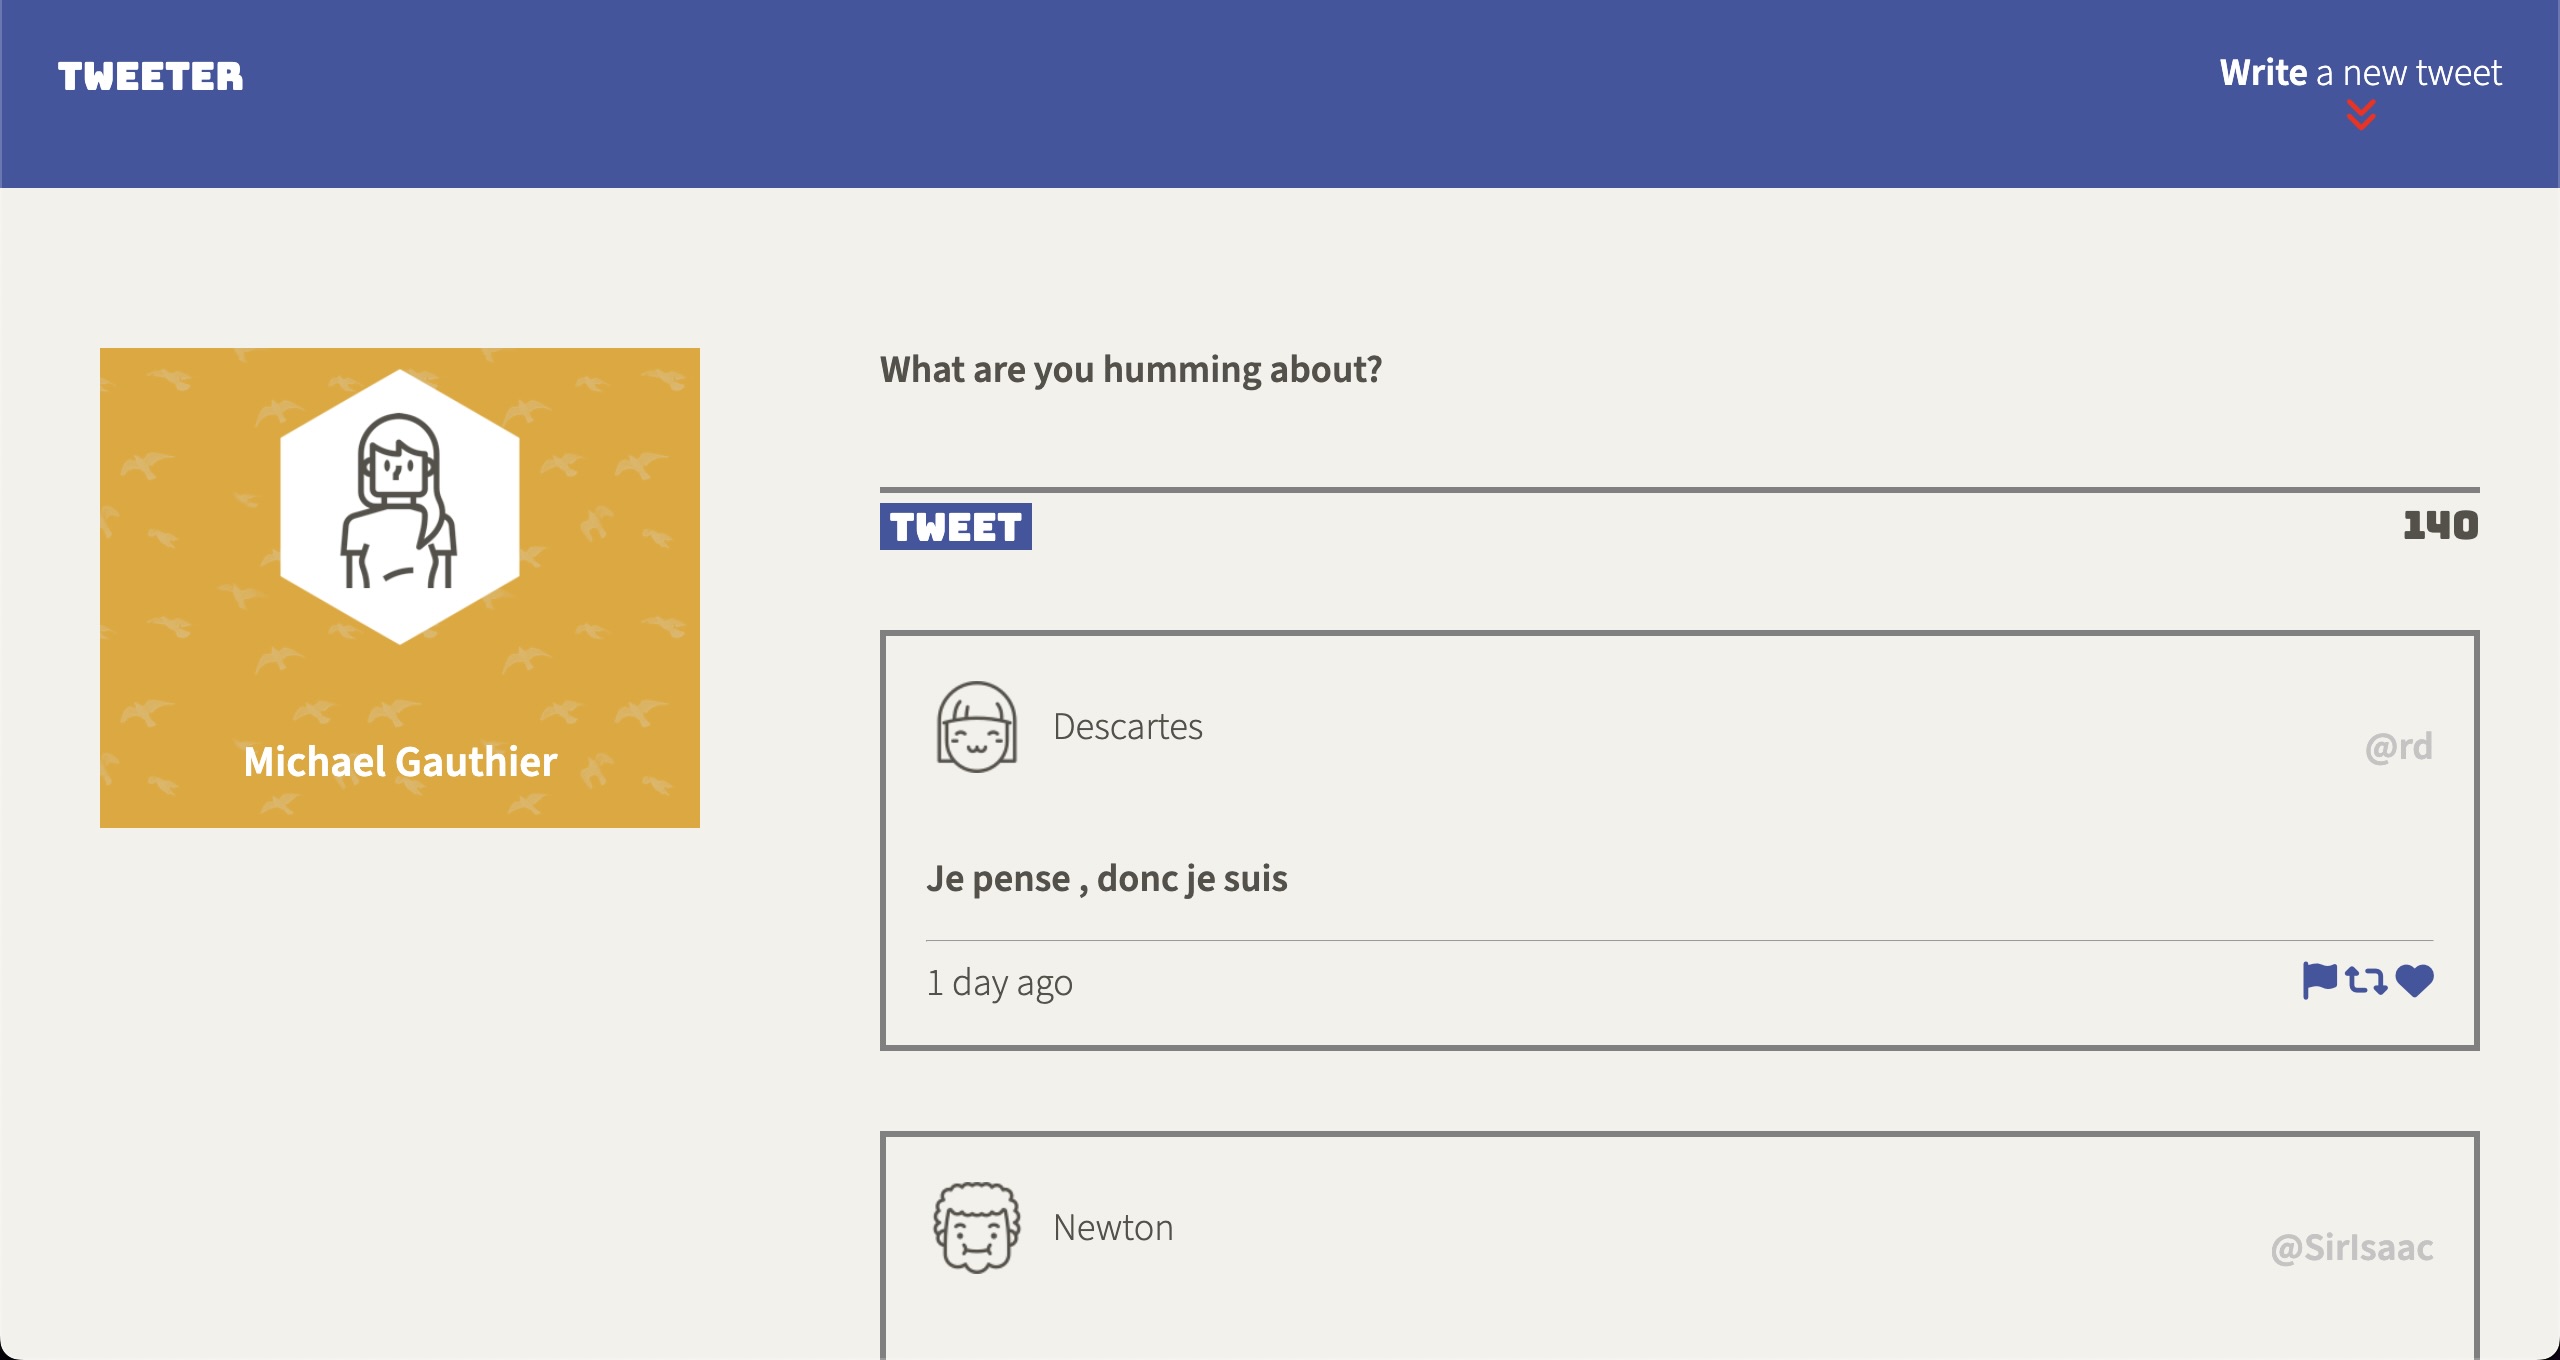 TWEETER
Write a new tweet
Michael Gauthier
What are you humming about?
TWEET
140
Descartes
@rd
Je pense , donc je suis
1 day ago
Newton
@SirIsaac